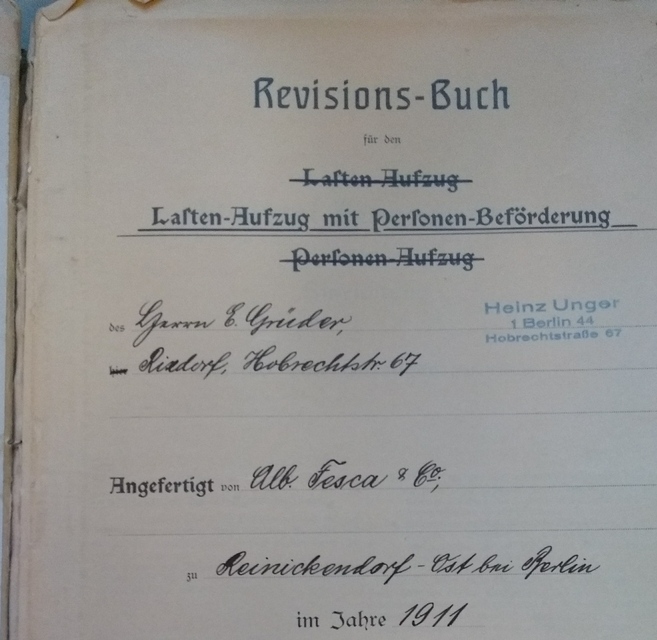 Revisions-Buch
für den
Lasten-Aufzug
Lasten-Aufzug mit Personen-Beförderung
Personen-Aufzug
des Herrn E. Grüder,
Rixdorf, Hobrechtstr. 67
Heinz Unger
1 Berlin 44
Hobrechtstraße 67
Angefertigt von Alb. Fesca & Co,
zu Reinickendorf-Ost bei Berlin
im Jahre 1911